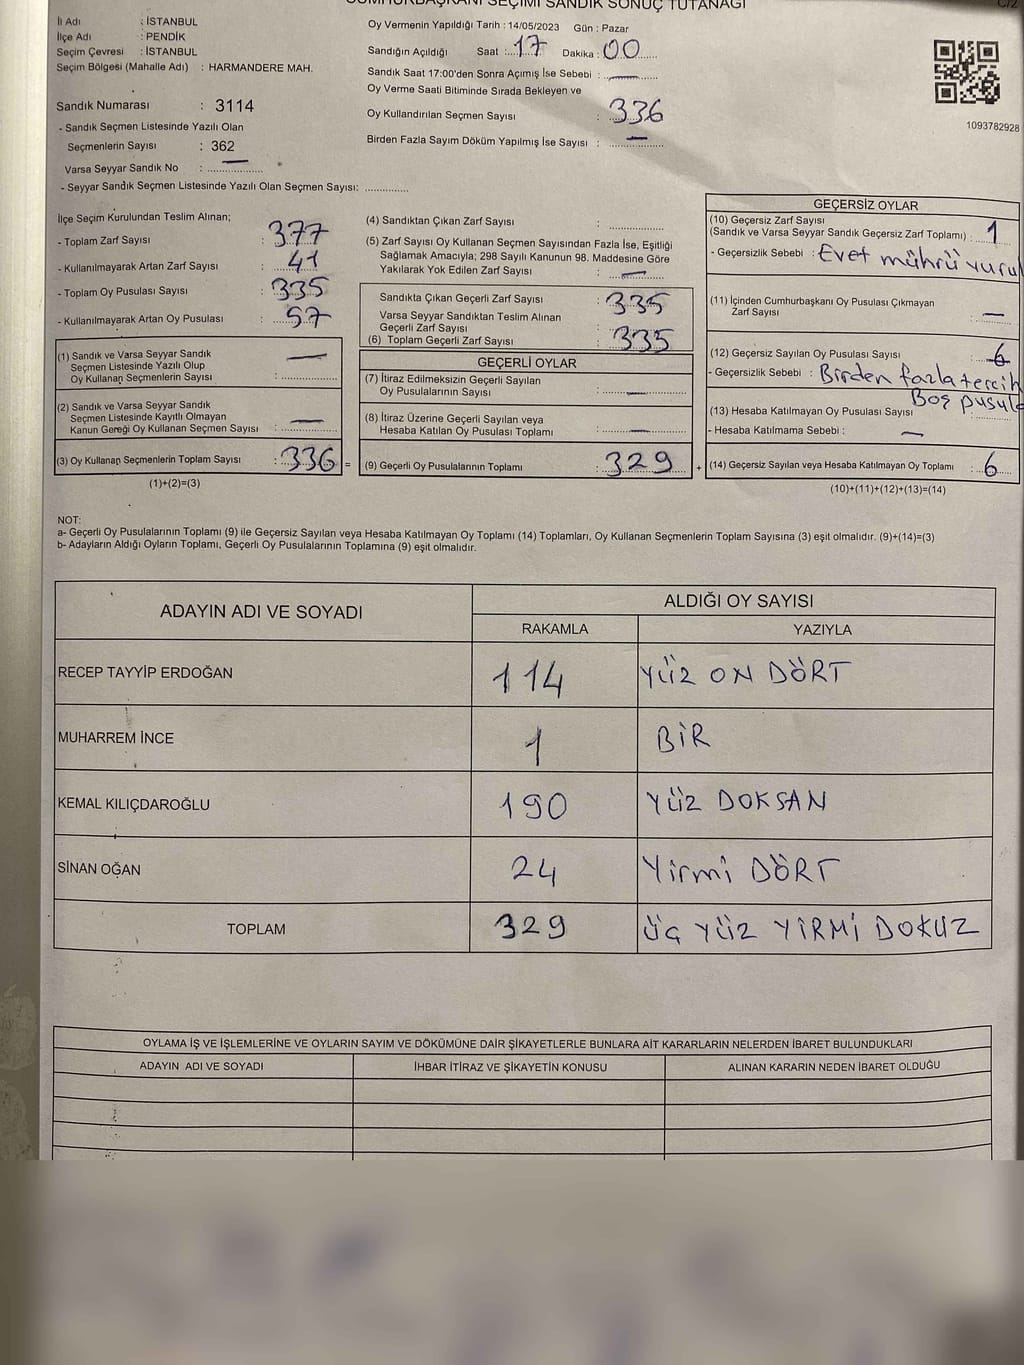 CUMHURBAŞKANI SEÇİMİ SANDIK SONUÇ TUTANAĞI
C/2
İli Adı : İSTANBUL
İlçe Adı : PENDİK
Seçim Çevresi : İSTANBUL
Seçim Bölgesi (Mahalle Adı) : HARMANDERE MAH.
Sandık Numarası : 3114
- Sandık Seçmen Listesinde Yazılı Olan
Seçmenlerin Sayısı : 362
Varsa Seyyar Sandık No : —
- Seyyar Sandık Seçmen Listesinde Yazılı Olan Seçmen Sayısı: ..............
Oy Vermenin Yapıldığı Tarih : 14/05/2023 Gün : Pazar
Sandığın Açıldığı Saat : 17 Dakika : 00
Sandık Saat 17:00'den Sonra Açımış İse Sebebi : —
Oy Verme Saati Bitiminde Sırada Bekleyen ve
Oy Kullandırılan Seçmen Sayısı : 336
Birden Fazla Sayım Döküm Yapılmış İse Sayısı : —
1093782928
İlçe Seçim Kurulundan Teslim Alınan;
- Toplam Zarf Sayısı : 377
- Kullanılmayarak Artan Zarf Sayısı : 41
- Toplam Oy Pusulası Sayısı : 335
- Kullanılmayarak Artan Oy Pusulası : 57
(1) Sandık ve Varsa Seyyar Sandık
Seçmen Listesinde Yazılı Olup
Oy Kullanan Seçmenlerin Sayısı : —
(2) Sandık ve Varsa Seyyar Sandık
Seçmen Listesinde Kayıtlı Olmayan
Kanun Gereği Oy Kullanan Seçmen Sayısı : —
(3) Oy Kullanan Seçmenlerin Toplam Sayısı : 336 =
(1)+(2)=(3)
(4) Sandıktan Çıkan Zarf Sayısı : ..............
(5) Zarf Sayısı Oy Kullanan Seçmen Sayısından Fazla İse, Eşitliği
Sağlamak Amacıyla; 298 Sayılı Kanunun 98. Maddesine Göre
Yakılarak Yok Edilen Zarf Sayısı : —
Sandıkta Çıkan Geçerli Zarf Sayısı : 335
Varsa Seyyar Sandıktan Teslim Alınan
Geçerli Zarf Sayısı :
(6) Toplam Geçerli Zarf Sayısı : 335
GEÇERLİ OYLAR
(7) İtiraz Edilmeksizin Geçerli Sayılan
Oy Pusulalarının Sayısı : —
(8) İtiraz Üzerine Geçerli Sayılan veya
Hesaba Katılan Oy Pusulası Toplamı : —
(9) Geçerli Oy Pusulalarının Toplamı : 329 +
GEÇERSİZ OYLAR
(10) Geçersiz Zarf Sayısı
(Sandık ve Varsa Seyyar Sandık Geçersiz Zarf Toplamı) : 1
- Geçersizlik Sebebi : Evet mührü vurul
(11) İçinden Cumhurbaşkanı Oy Pusulası Çıkmayan
Zarf Sayısı —
(12) Geçersiz Sayılan Oy Pusulası Sayısı : 6
- Geçersizlik Sebebi : Birden fazla tercih
Boş pusula
(13) Hesaba Katılmayan Oy Pusulası Sayısı
- Hesaba Katılmama Sebebi : —
(14) Geçersiz Sayılan veya Hesaba Katılmayan Oy Toplamı : 6
(10)+(11)+(12)+(13)=(14)
NOT:
a- Geçerli Oy Pusulalarının Toplamı (9) ile Geçersiz Sayılan veya Hesaba Katılmayan Oy Toplamı (14) Toplamları, Oy Kullanan Seçmenlerin Toplam Sayısına (3) eşit olmalıdır. (9)+(14)=(3)
b- Adayların Aldığı Oyların Toplamı, Geçerli Oy Pusulalarının Toplamına (9) eşit olmalıdır.
ADAYIN ADI VE SOYADI ALDIĞI OY SAYISI
RAKAMLA YAZIYLA
RECEP TAYYİP ERDOĞAN 114 YÜZ ON DÖRT
MUHARREM İNCE 1 BİR
KEMAL KILIÇDAROĞLU 190 YÜZ DOKSAN
SİNAN OĞAN 24 Yirmi DÖRT
TOPLAM 329 ÜÇ YÜZ YİRMİ DOKUZ
OYLAMA İŞ VE İŞLEMLERİNE VE OYLARIN SAYIM VE DÖKÜMÜNE DAİR ŞİKAYETLERLE BUNLARA AİT KARARLARIN NELERDEN İBARET BULUNDUKLARI
ADAYIN ADI VE SOYADI İHBAR İTİRAZ VE ŞİKAYETİN KONUSU ALINAN KARARIN NEDEN İBARET OLDUĞU